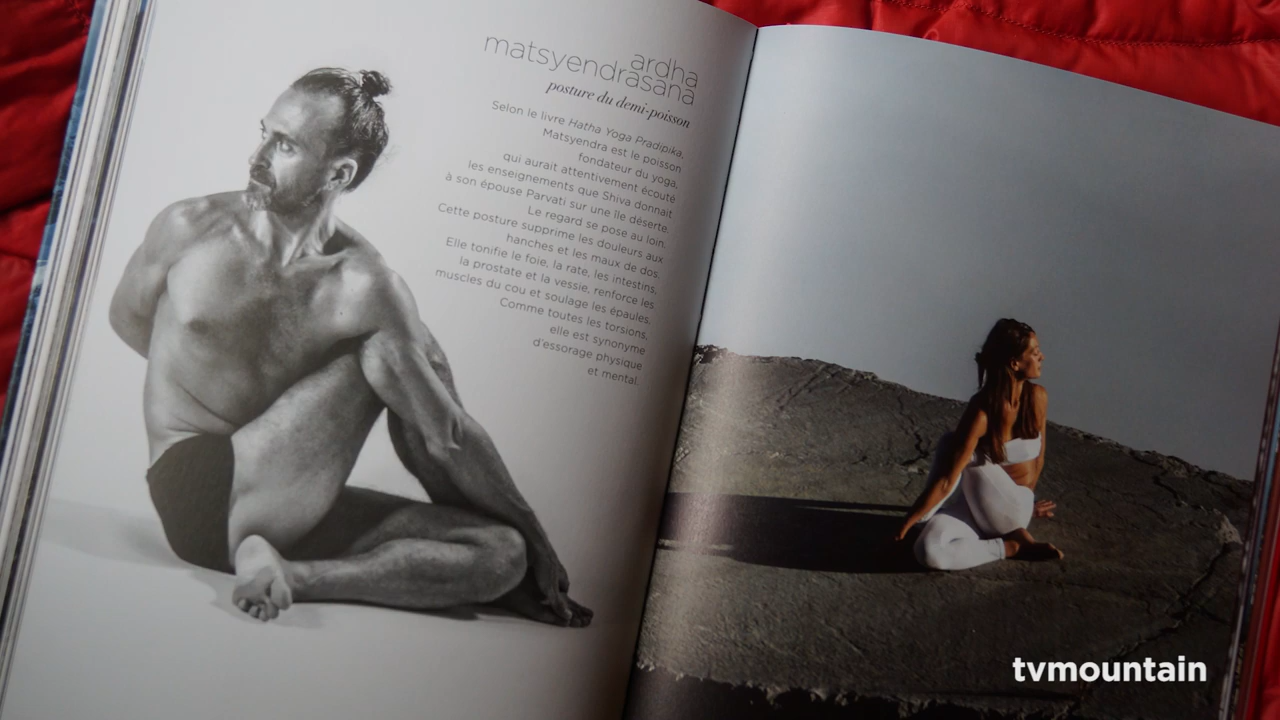 ardha
matsyendrasana
posture du demi-poisson
Selon le livre Hatha Yoga Pradipika,
Matsyendra est le poisson
fondateur du yoga,
qui aurait attentivement écouté
les enseignements que Shiva donnait
à son épouse Parvati sur une île déserte.
Le regard se pose au loin.
Cette posture supprime les douleurs aux
hanches et les maux de dos.
Elle tonifie le foie, la rate, les intestins,
la prostate et la vessie, renforce les
muscles du cou et soulage les épaules.
Comme toutes les torsions,
elle est synonyme
d'essorage physique
et mental.
tvmountain